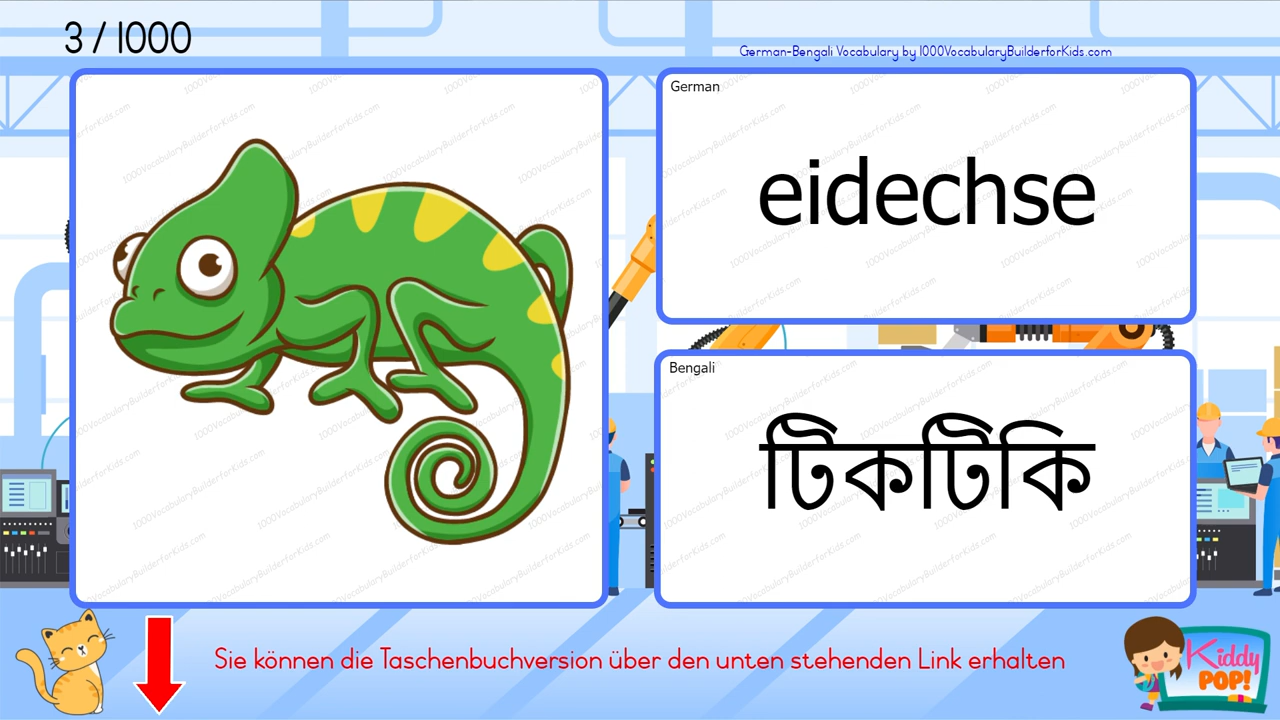 3 / 1000
German-Bengali Vocabulary by 1000VocabularyBuilderforKids.com
German
eidechse
Bengali
টিকটিকি
Sie können die Taschenbuchversion über den unten stehenden Link erhalten
Kiddy
POP!